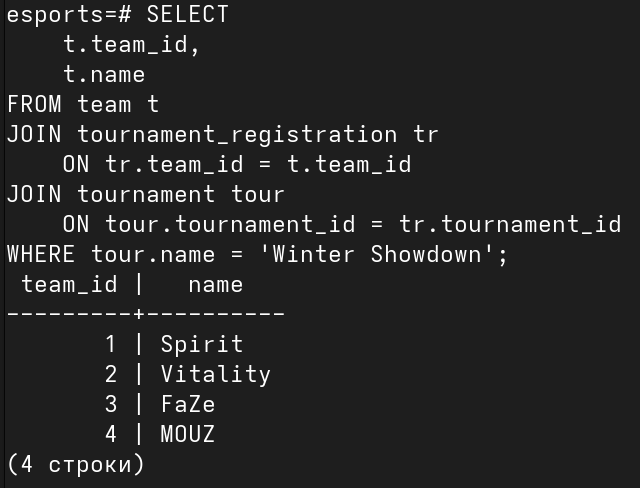 esports=# SELECT
    t.team_id,
    t.name
FROM team t
JOIN tournament_registration tr
    ON tr.team_id = t.team_id
JOIN tournament tour
    ON tour.tournament_id = tr.tournament_id
WHERE tour.name = 'Winter Showdown';
 team_id |   name
---------+----------
       1 | Spirit
       2 | Vitality
       3 | FaZe
       4 | MOUZ
(4 строки)